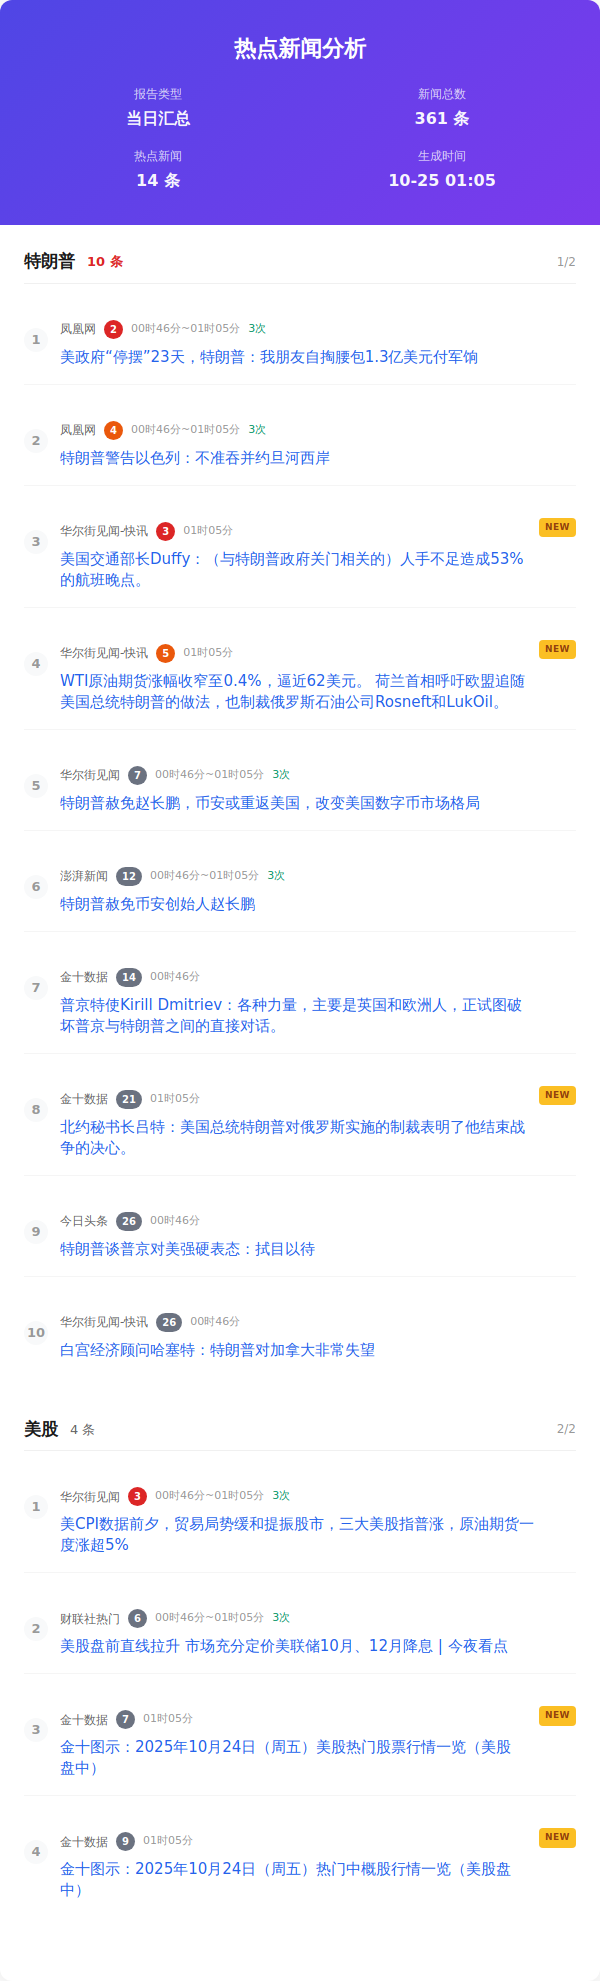 热点新闻分析
报告类型
当日汇总
新闻总数
361 条
热点新闻
14 条
生成时间
10-25 01:05
特朗普 10 条 1/2
1
凤凰网 2 00时46分~01时05分 3次
美政府“停摆”23天，特朗普：我朋友自掏腰包1.3亿美元付军饷
2
凤凰网 4 00时46分~01时05分 3次
特朗普警告以色列：不准吞并约旦河西岸
3
华尔街见闻-快讯 3 01时05分 NEW
美国交通部长Duffy：（与特朗普政府关门相关的）人手不足造成53%
的航班晚点。
4
华尔街见闻-快讯 5 01时05分 NEW
WTI原油期货涨幅收窄至0.4%，逼近62美元。 荷兰首相呼吁欧盟追随
美国总统特朗普的做法，也制裁俄罗斯石油公司Rosneft和LukOil。
5
华尔街见闻 7 00时46分~01时05分 3次
特朗普赦免赵长鹏，币安或重返美国，改变美国数字币市场格局
6
澎湃新闻 12 00时46分~01时05分 3次
特朗普赦免币安创始人赵长鹏
7
金十数据 14 00时46分
普京特使Kirill Dmitriev：各种力量，主要是英国和欧洲人，正试图破
坏普京与特朗普之间的直接对话。
8
金十数据 21 01时05分 NEW
北约秘书长吕特：美国总统特朗普对俄罗斯实施的制裁表明了他结束战
争的决心。
9
今日头条 26 00时46分
特朗普谈普京对美强硬表态：拭目以待
10
华尔街见闻-快讯 26 00时46分
白宫经济顾问哈塞特：特朗普对加拿大非常失望
美股 4 条 2/2
1
华尔街见闻 3 00时46分~01时05分 3次
美CPI数据前夕，贸易局势缓和提振股市，三大美股指普涨，原油期货一
度涨超5%
2
财联社热门 6 00时46分~01时05分 3次
美股盘前直线拉升 市场充分定价美联储10月、12月降息 | 今夜看点
3
金十数据 7 01时05分 NEW
金十图示：2025年10月24日（周五）美股热门股票行情一览（美股
盘中）
4
金十数据 9 01时05分 NEW
金十图示：2025年10月24日（周五）热门中概股行情一览（美股盘
中）